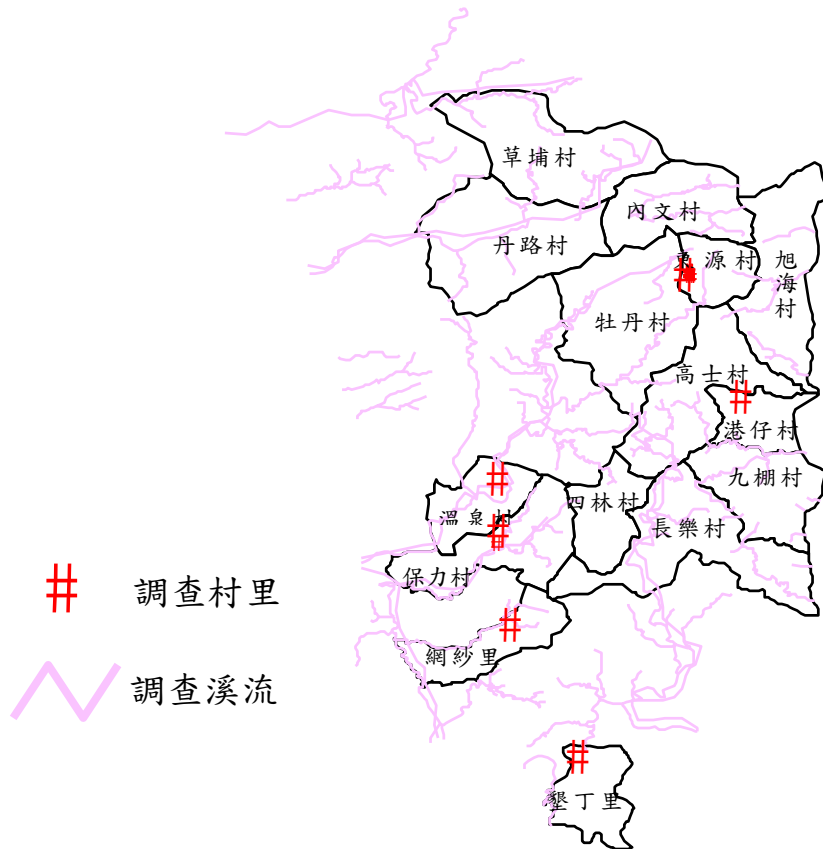 草埔村
內文村
丹路村
東源村
旭海村
牡丹村
高士村
港仔村
九棚村
四林村
溫泉村
長樂村
保力村
調查村里
網紗里
調查溪流
墾丁里